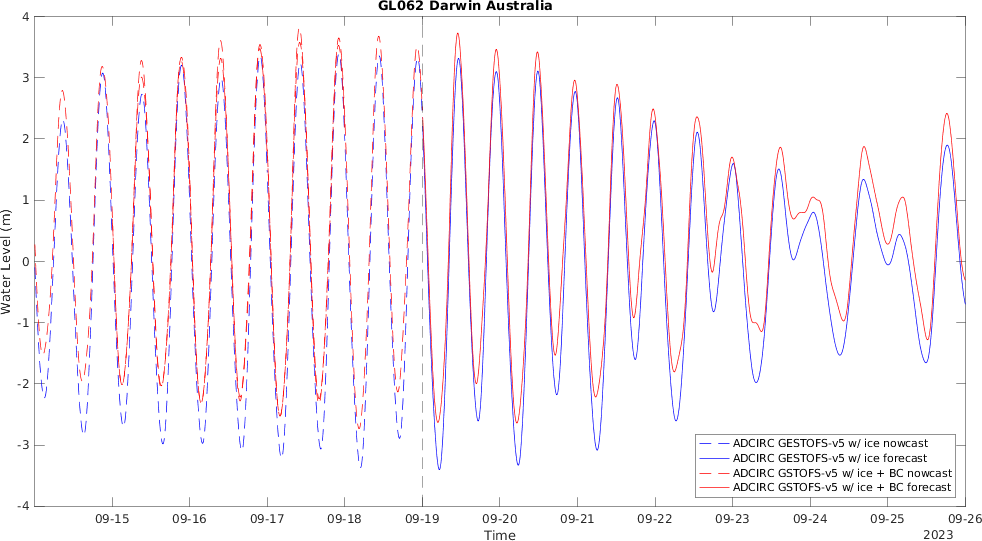 GL062 Darwin Australia
4
3
2
1
0
-1
-2
-3
-4
Water Level (m)
ADCIRC GESTOFS-v5 w/ ice nowcast
ADCIRC GESTOFS-v5 w/ ice forecast
ADCIRC GSTOFS-v5 w/ ice + BC nowcast
ADCIRC GSTOFS-v5 w/ ice + BC forecast
09-15 09-16 09-17 09-18 09-19 09-20 09-21 09-22 09-23 09-24 09-25 09-26
Time
2023